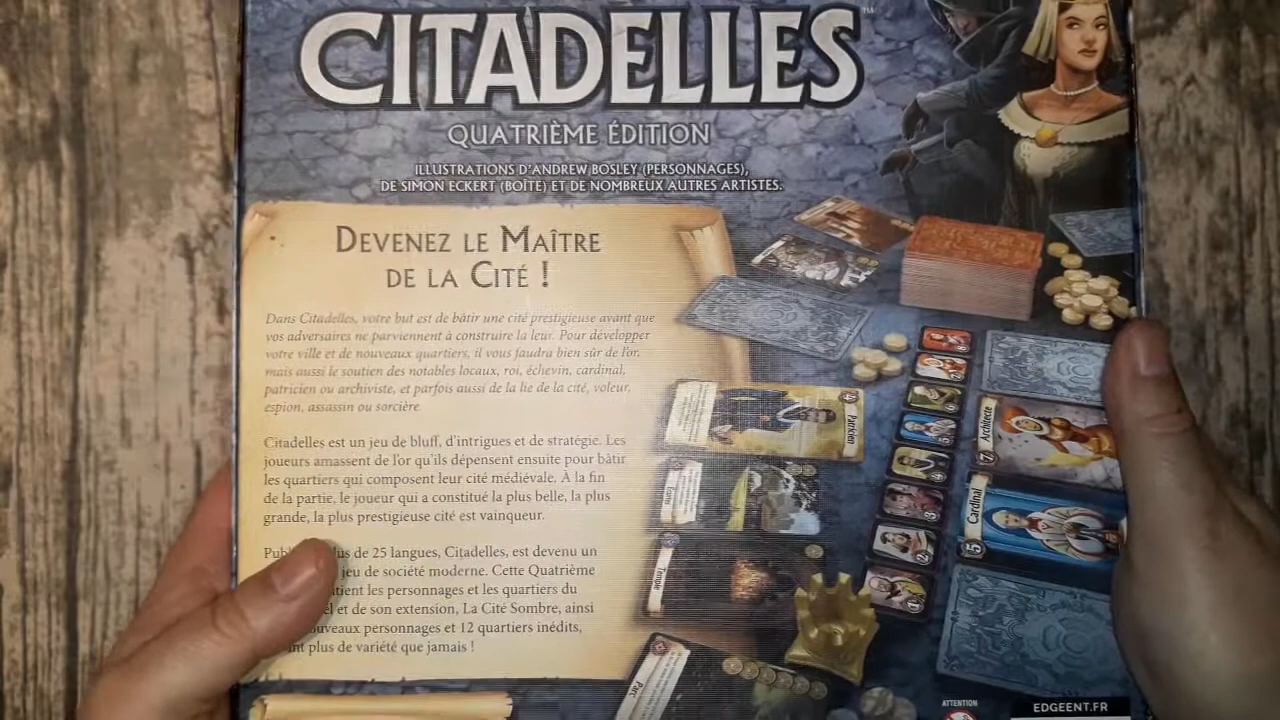 CITADELLES™
QUATRIÈME ÉDITION
ILLUSTRATIONS D'ANDREW BOSLEY (PERSONNAGES),
DE SIMON ECKERT (BOÎTE) ET DE NOMBREUX AUTRES ARTISTES.
DEVENEZ LE MAÎTRE
DE LA CITÉ !
Dans Citadelles, votre but est de bâtir une cité prestigieuse avant que
vos adversaires ne parviennent à construire la leur. Pour développer
votre ville et de nouveaux quartiers, il vous faudra bien sûr de l'or,
mais aussi le soutien des notables locaux, roi, échevin, cardinal,
patricien ou archiviste, et parfois aussi de la lie de la cité, voleur,
espion, assassin ou sorcière
Citadelles est un jeu de bluff, d'intrigues et de stratégie. Les
joueurs amassent de l'or qu'ils dépensent ensuite pour bâtir
les quartiers qui composent leur cité médiévale. À la fin
de la partie, le joueur qui a constitué la plus belle, la plus
grande, la plus prestigieuse cité est vainqueur.
de 25 langues, Citadelles, est devenu un
jeu de société moderne. Cette Quatrième
les personnages et les quartiers du
et de son extension, La Cité Sombre, ainsi
personnages et 12 quartiers inédits,
plus de variété que jamais !
Patricien
4
Architecte
7
Cardinal
5
Temple
Parc
ATTENTION
EDGEENT.FR